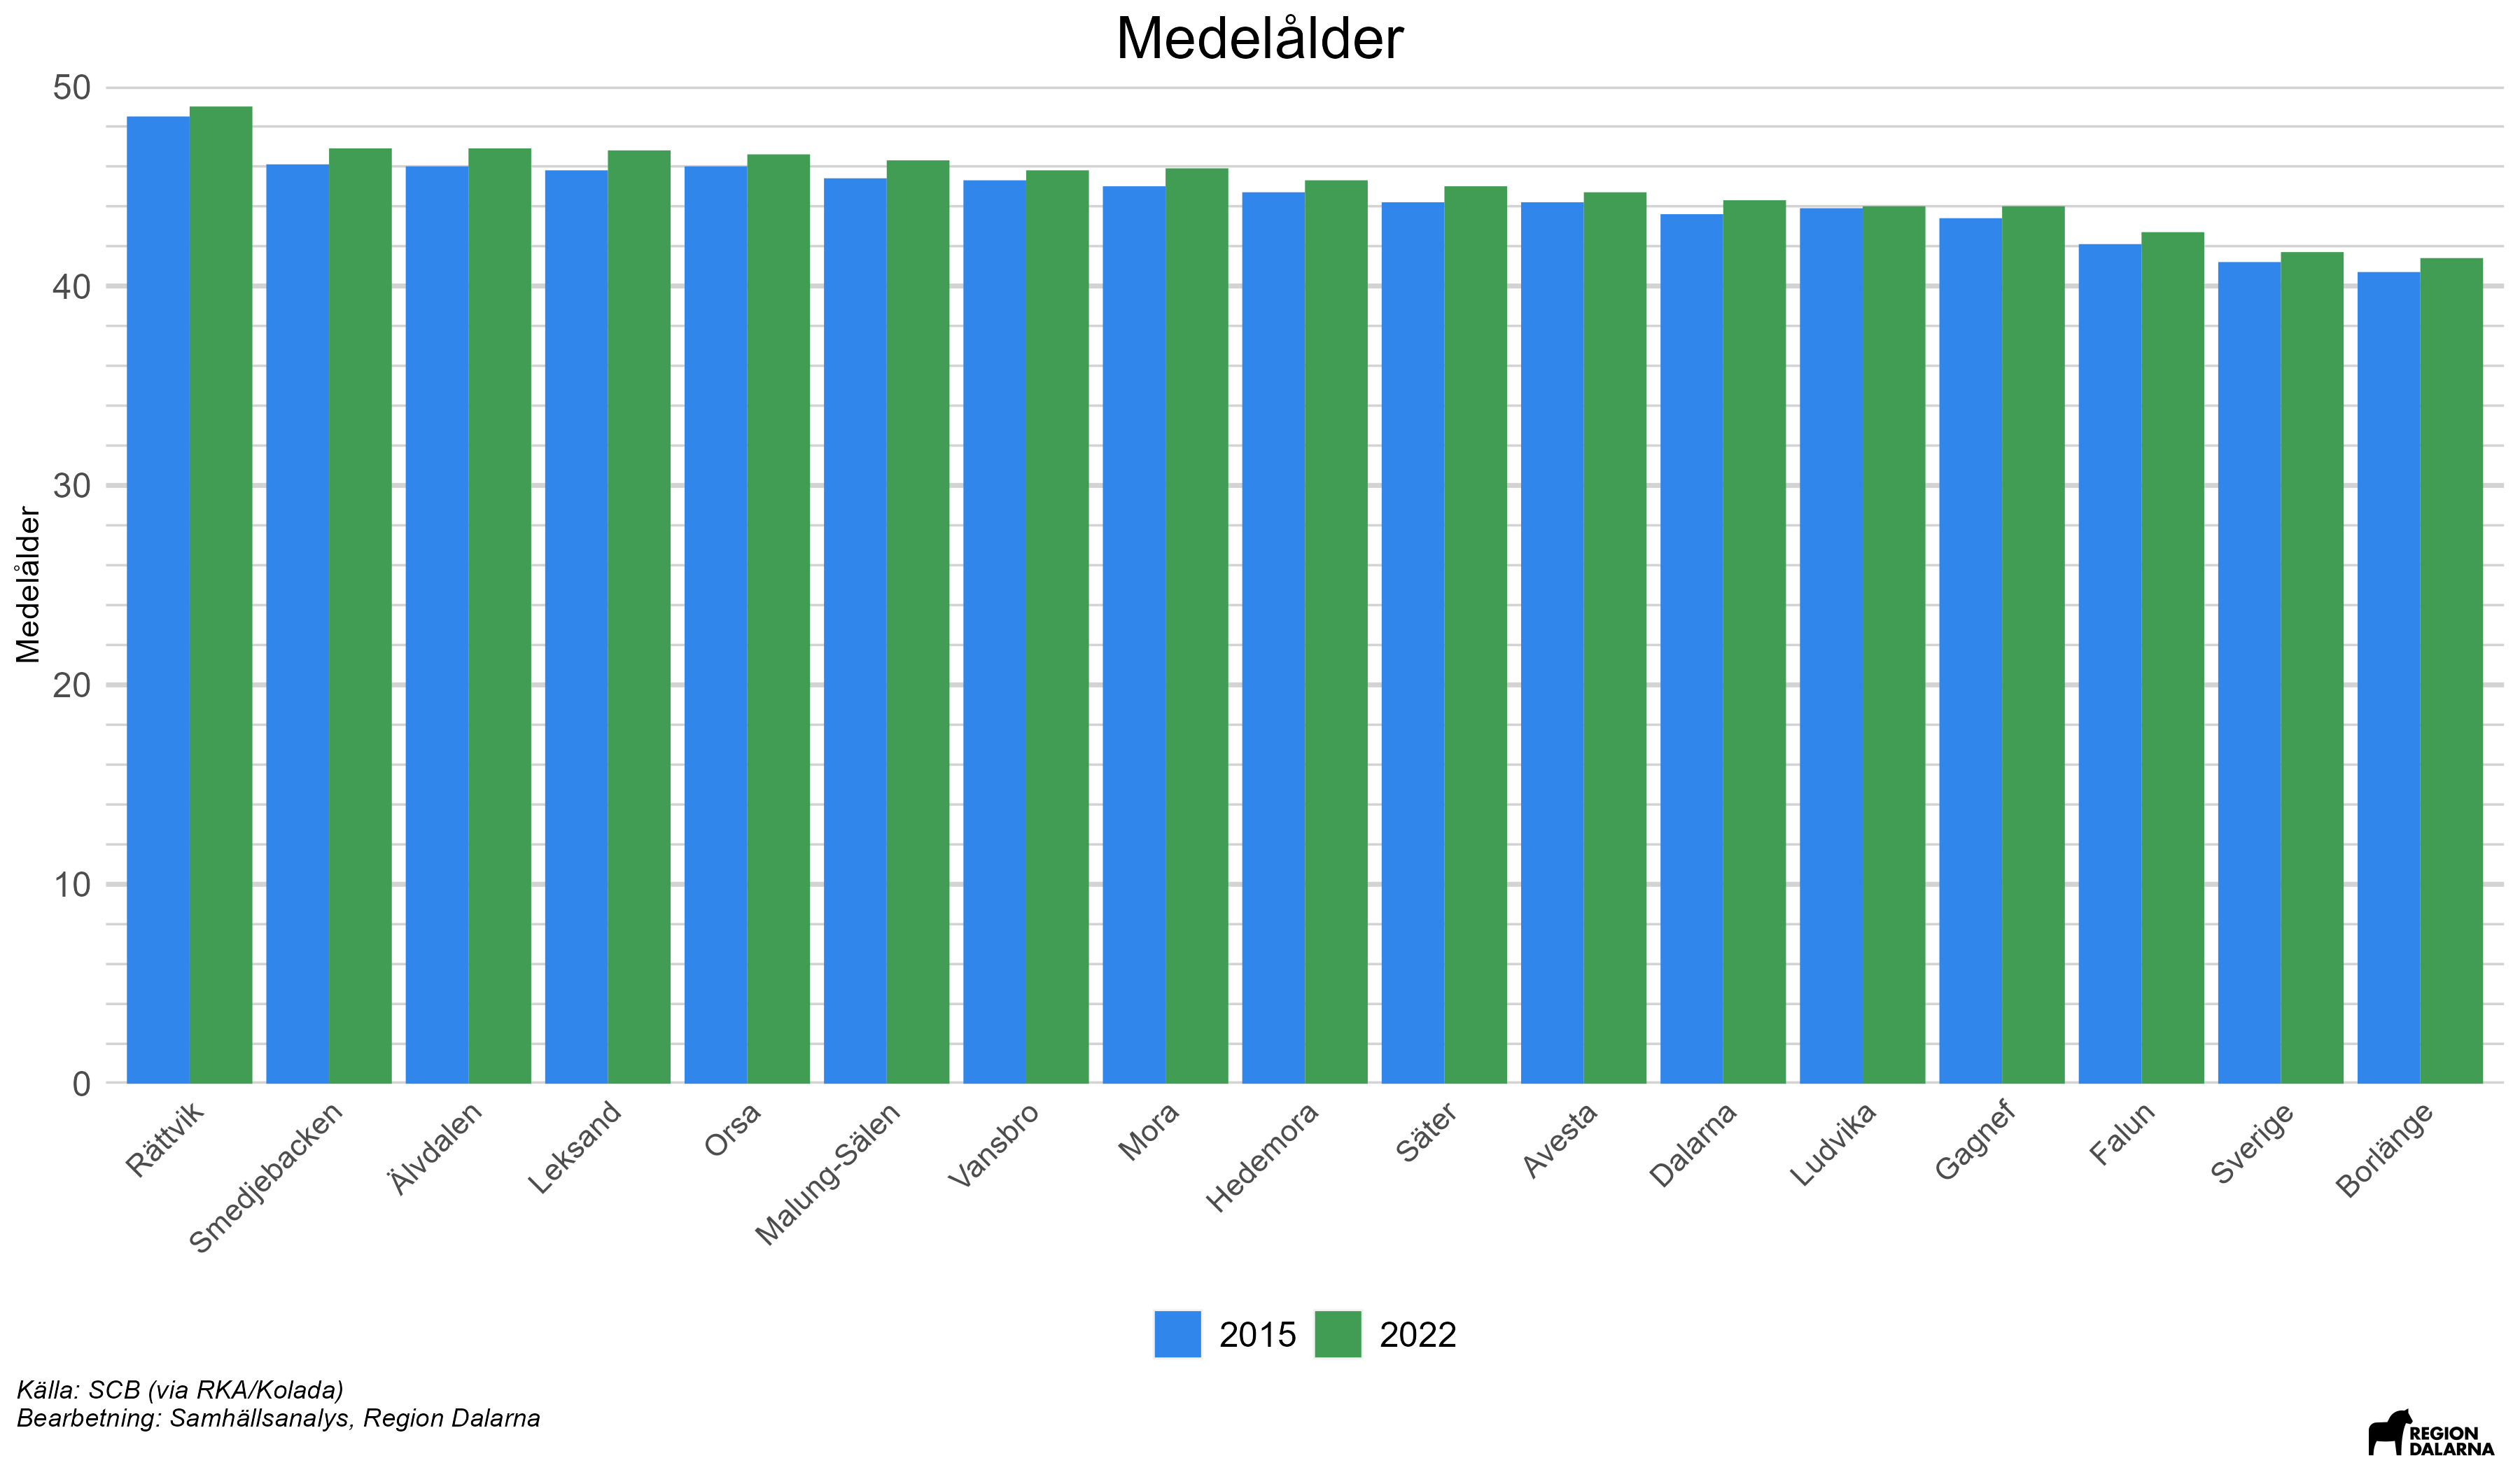 Medelålder
50
40
30
20
10
0
Medelålder
Rättvik
Smedjebacken
Älvdalen
Leksand
Orsa
Malung-Sälen
Vansbro
Mora
Hedemora
Säter
Avesta
Dalarna
Ludvika
Gagnef
Falun
Sverige
Borlänge
2015 2022
Källa: SCB (via RKA/Kolada)
Bearbetning: Samhällsanalys, Region Dalarna
REGION
DALARNA